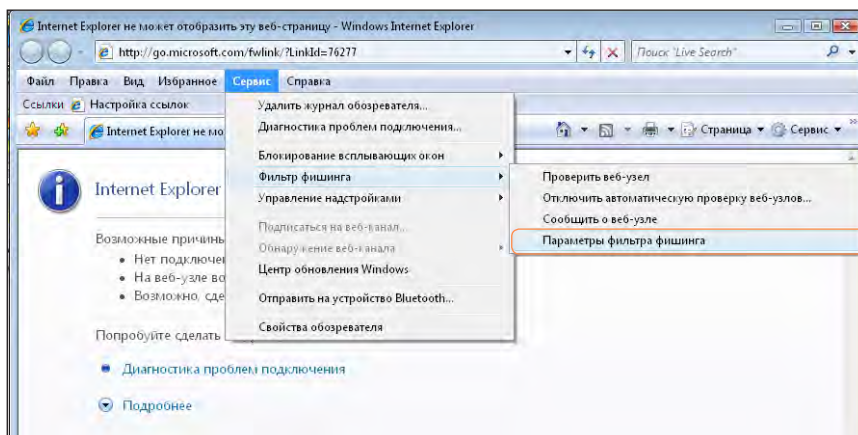 Internet Explorer не может отобразить эту веб-страницу - Windows Internet Explorer
http://go.microsoft.com/fwlink/?LinkId=76277
Поиск "Live Search"
Файл Правка Вид Избранное Сервис Справка
Ссылки Настройка ссылок
Internet Explorer не мо
Страница Сервис
Удалить журнал обозревателя...
Диагностика проблем подключения...
Блокирование всплывающих окон
Фильтр фишинга
Управление надстройками
Подписаться на веб-канал...
Обнаружение веб-канала
Центр обновления Windows
Отправить на устройство Bluetooth...
Свойства обозревателя
Проверить веб-узел
Отключить автоматическую проверку веб-узлов...
Сообщить о веб-узле
Параметры фильтра фишинга
Internet Explorer
Возможные причины
Нет подключе
На веб-узле во
Возможно, сде
Попробуйте сделать
Диагностика проблем подключения
Подробнее